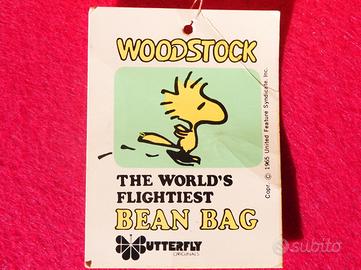 WOODSTOCK
THE WORLD'S
FLIGHTIEST
BEAN BAG
BUTTERFLY
ORIGINALS
Copr. © 1965 United Feature Syndicate, Inc.
subito